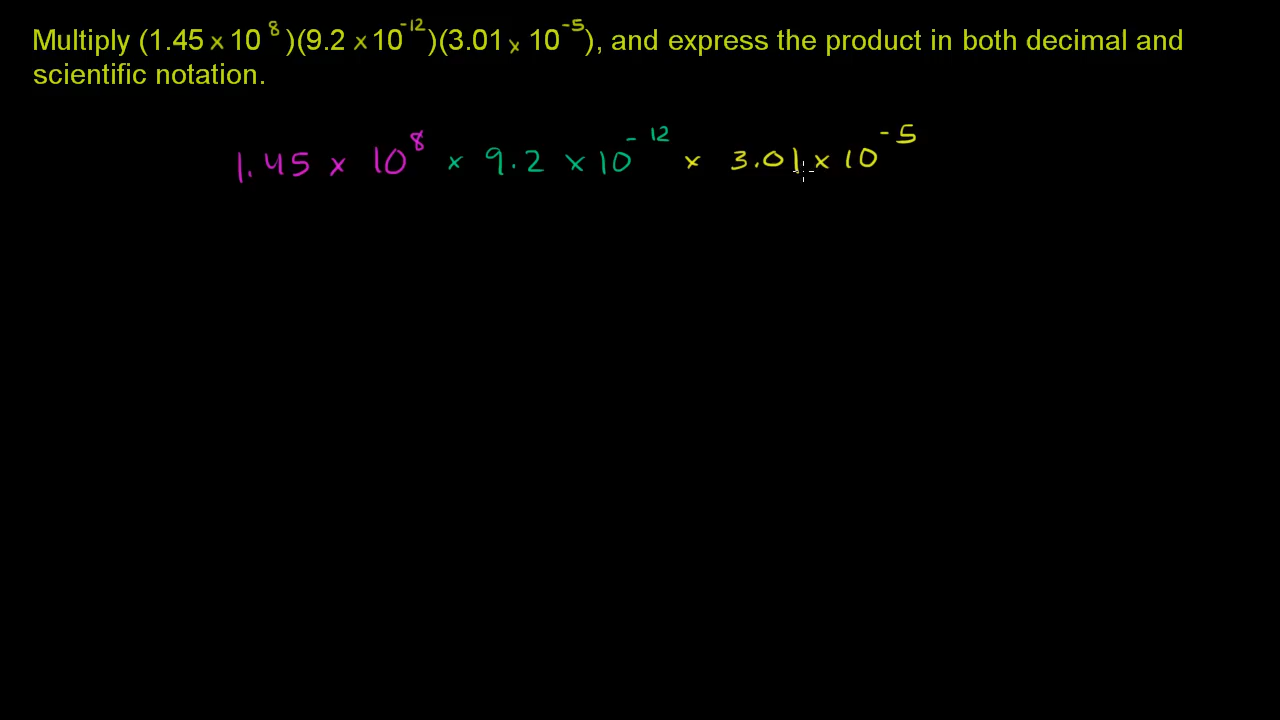 Multiply (1.45 × 10⁸)(9.2 × 10⁻¹²)(3.01 × 10⁻⁵), and express the product in both decimal and
scientific notation.
1.45 × 10⁸ × 9.2 × 10⁻¹² × 3.01 × 10⁻⁵